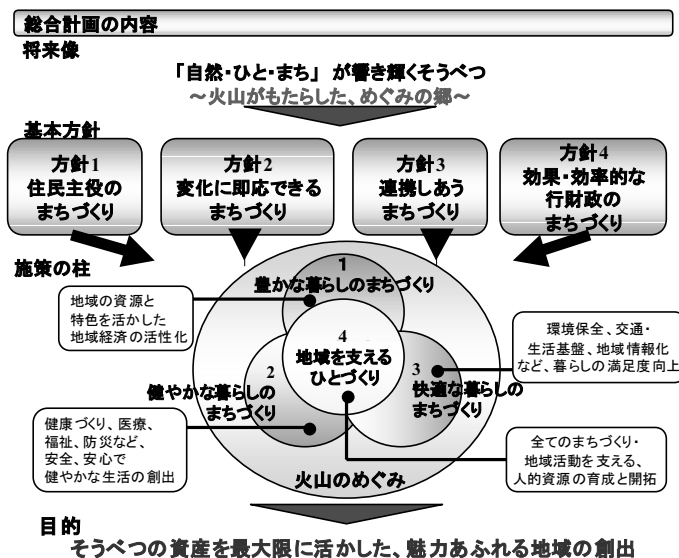 総合計画の内容
将来像
「自然・ひと・まち」が響き輝くそうべつ
～火山がもたらした、めぐみの郷～
基本方針
方針1
住民主役の
まちづくり
方針2
変化に即応できる
まちづくり
方針3
連携しあう
まちづくり
方針4
効果・効率的な
行財政の
まちづくり
施策の柱
1
豊かな暮らしのまちづくり
地域の資源と
特色を活かした
地域経済の活性化
4
地域を支える
ひとづくり
環境保全、交通・
生活基盤、地域情報化
など、暮らしの満足度向上
2
健やかな暮らしの
まちづくり
3
快適な暮らしの
まちづくり
健康づくり、医療、
福祉、防災など、
安全、安心で
健やかな生活の創出
全てのまちづくり・
地域活動を支える、
人的資源の育成と開拓
火山のめぐみ
目的
そうべつの資産を最大限に活かした、魅力あふれる地域の創出